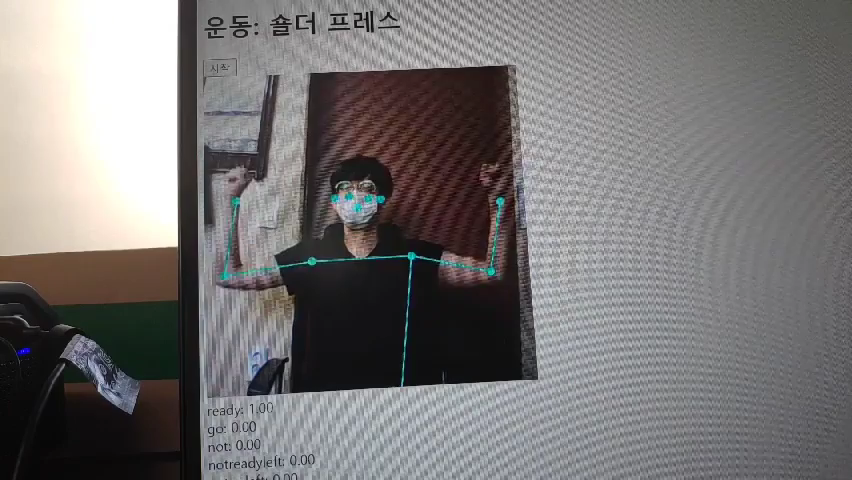 운동: 숄더 프레스
시작
ready: 1.00
go: 0.00
not: 0.00
notreadyleft: 0.00